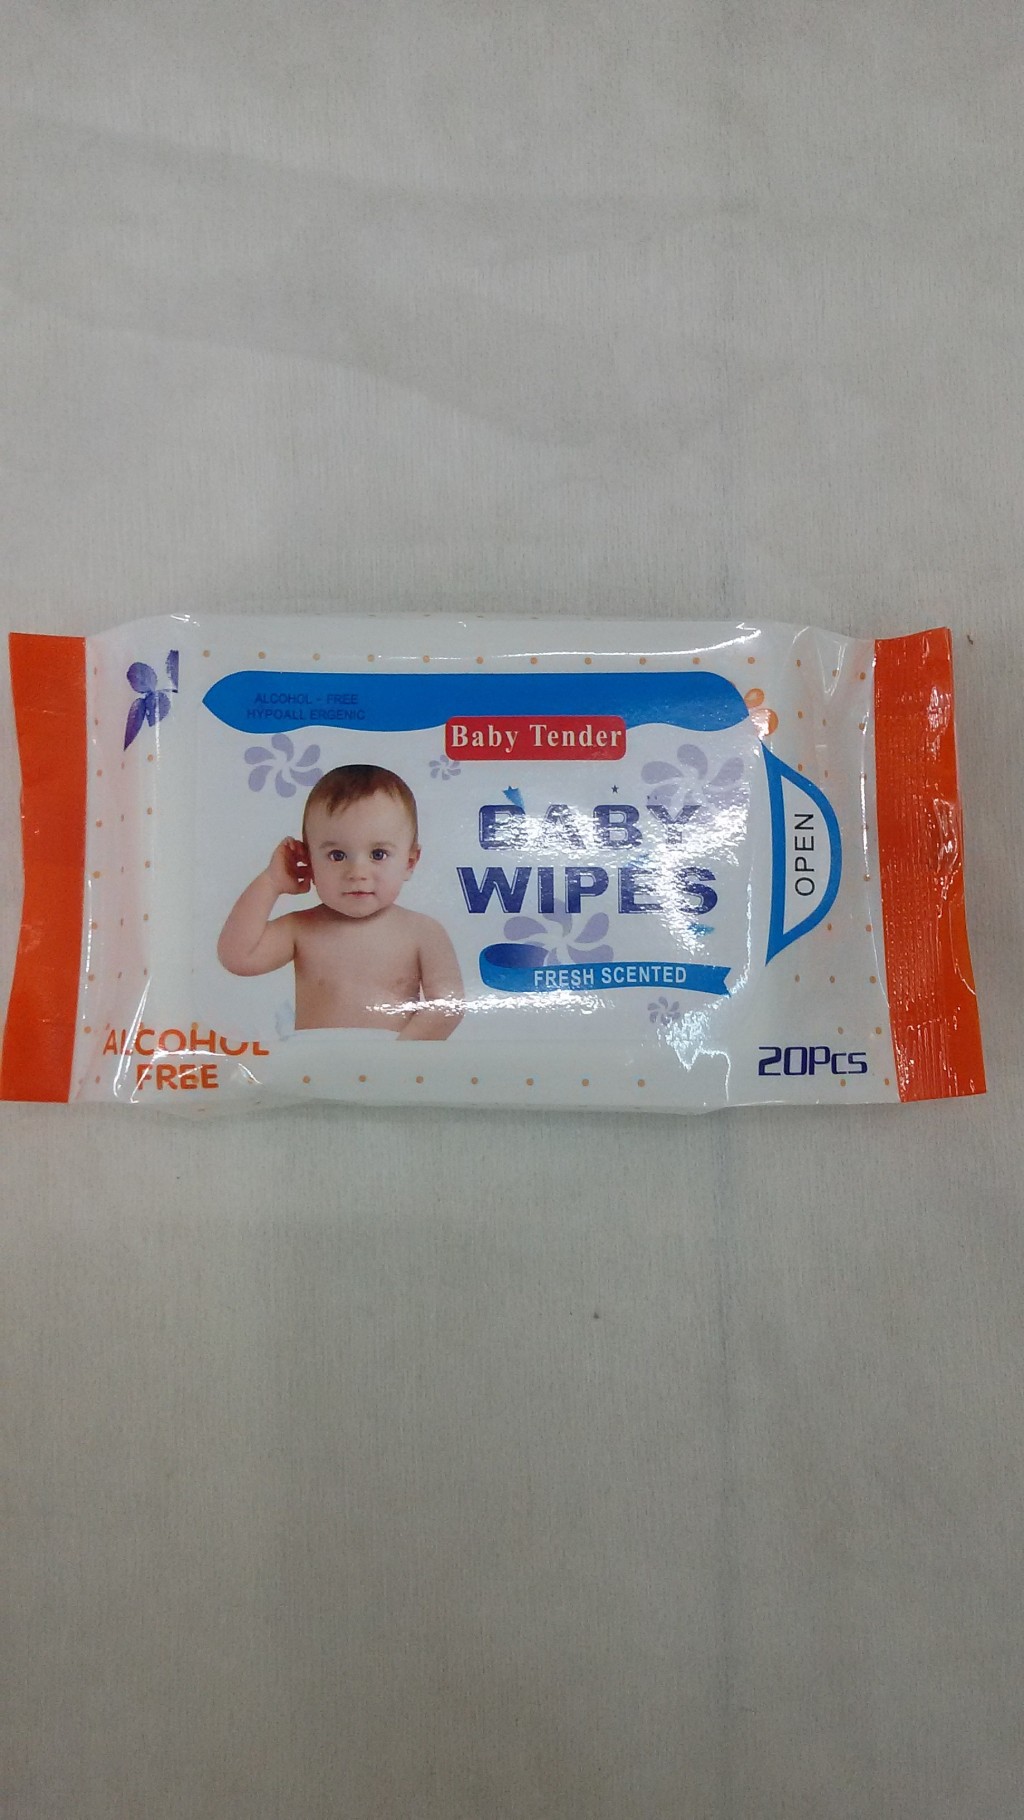 ALCOHOL - FREE
HYPOALL ERGENIC
Baby Tender
BABY
WIPES
FRESH SCENTED
OPEN
ALCOHOL
FREE
20PCS